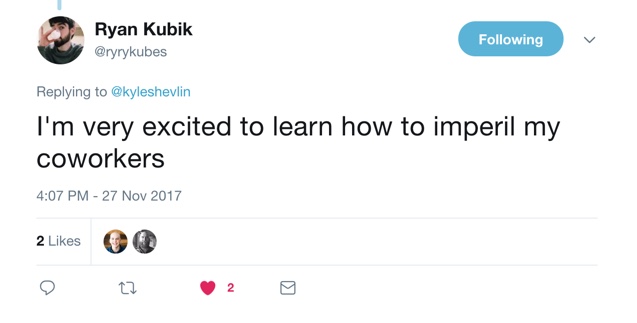 Ryan Kubik
@ryrykubes
Following
Replying to @kyleshevlin
I'm very excited to learn how to imperil my
coworkers
4:07 PM - 27 Nov 2017
2 Likes
2